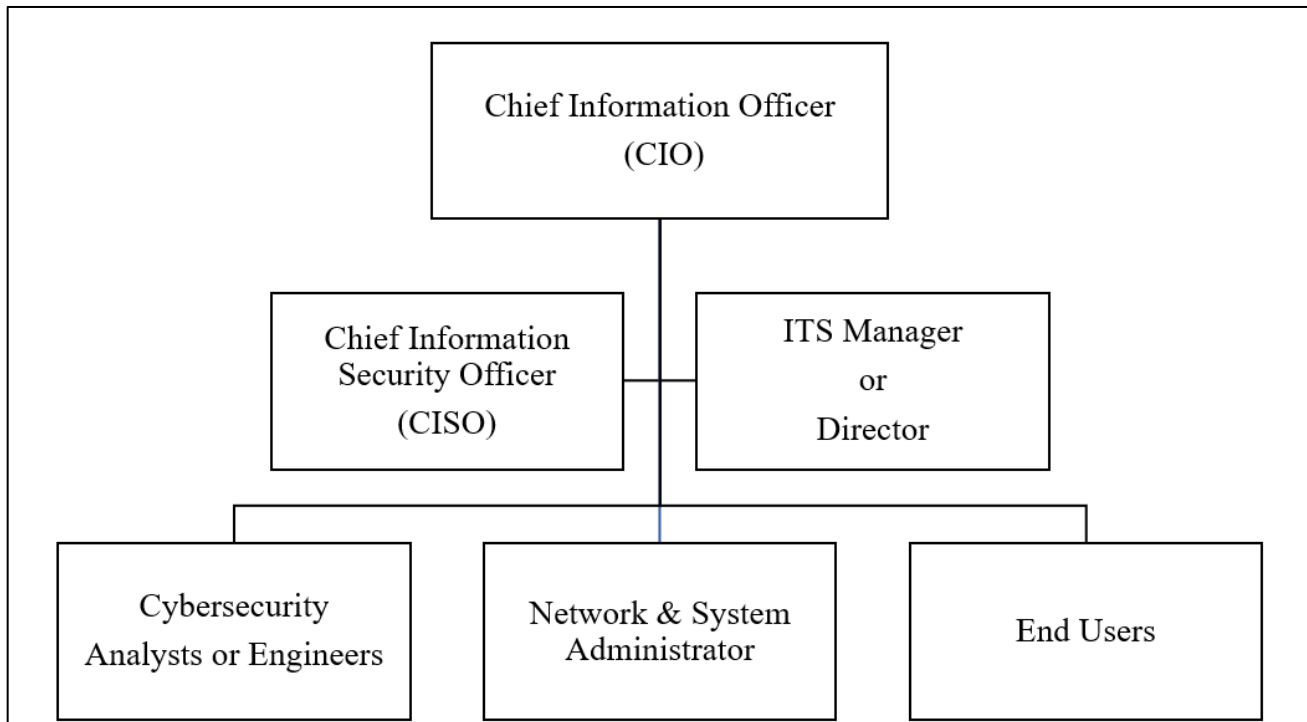 Chief Information Officer
(CIO)
Chief Information
Security Officer
(CISO)
ITS Manager
or
Director
Cybersecurity
Analysts or Engineers
Network & System
Administrator
End Users